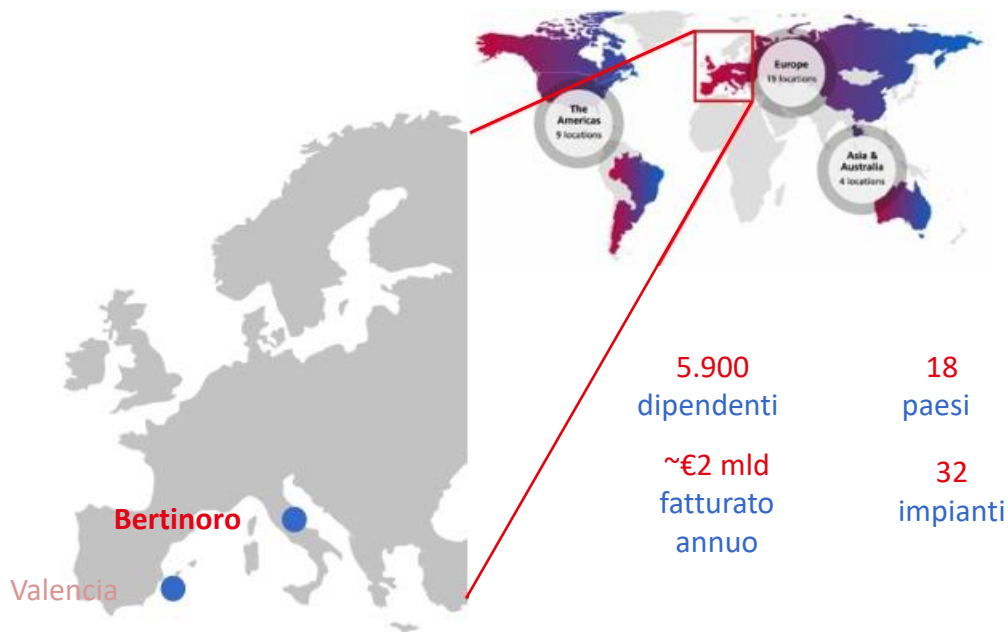 Europe
19 locations
The
Americas
9 locations
Asia &
Australia
4 locations
5.900
dipendenti
18
paesi
~€2 mld
fatturato
annuo
32
impianti
Bertinoro
Valencia